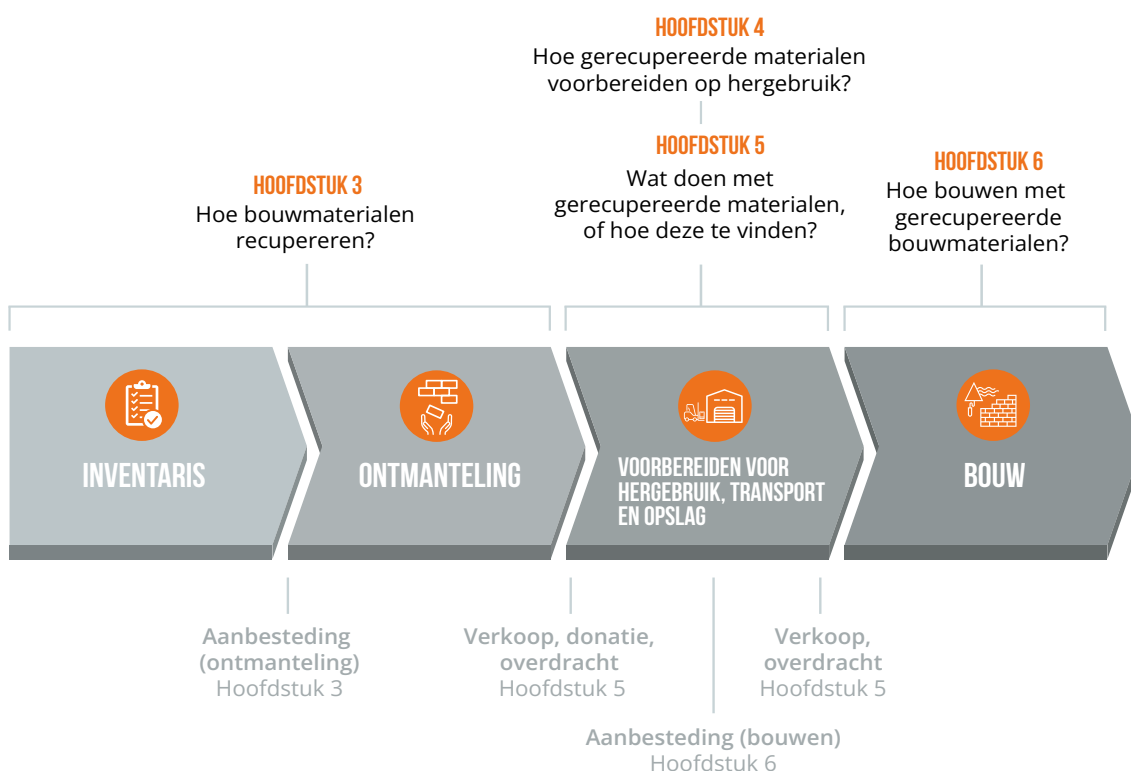 HOOFDSTUK 4
Hoe gerecupereerde materialen
voorbereiden op hergebruik?
HOOFDSTUK 3
Hoe bouwmaterialen
recupereren?
HOOFDSTUK 5
Wat doen met
gerecupereerde materialen,
of hoe deze te vinden?
HOOFDSTUK 6
Hoe bouwen met
gerecupereerde
bouwmaterialen?
INVENTARIS
ONTMANTELING
VOORBEREIDEN VOOR
HERGEBRUIK, TRANSPORT
EN OPSLAG
BOUW
Aanbesteding
(ontmanteling)
Hoofdstuk 3
Verkoop, donatie,
overdracht
Hoofdstuk 5
Verkoop,
overdracht
Hoofdstuk 5
Aanbesteding (bouwen)
Hoofdstuk 6